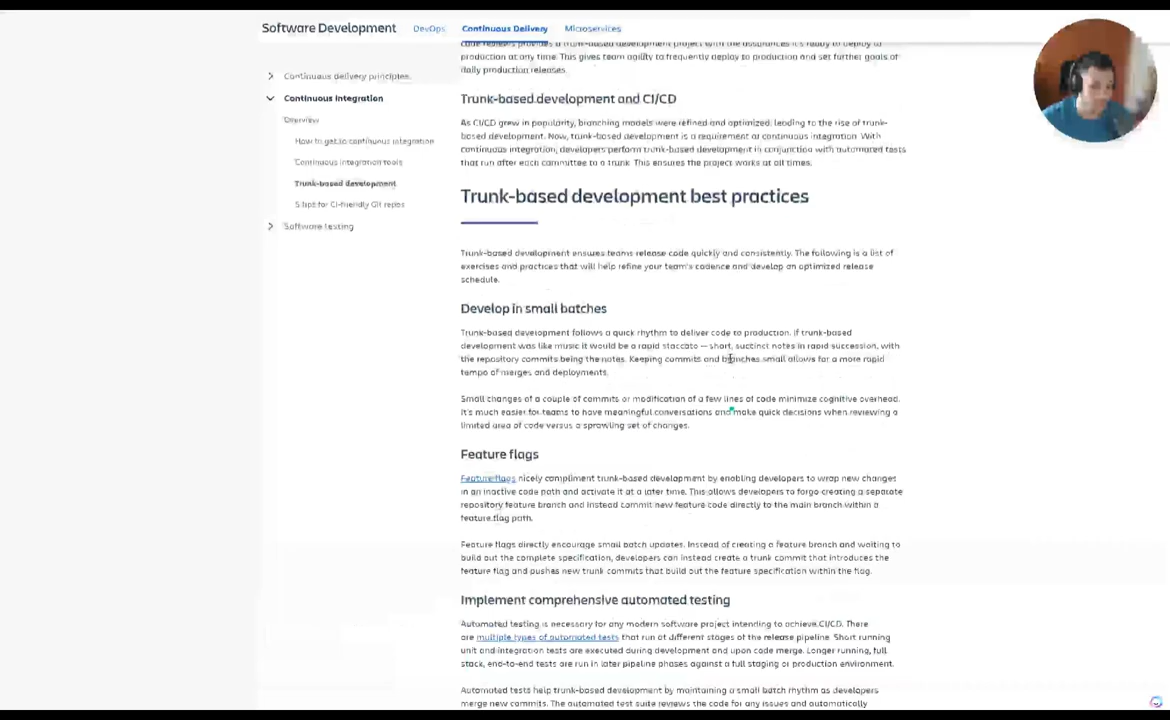 Software Development
DevOps
Continuous Delivery
Microservices
code reviews provides a trunk-based development project with the assurances it's ready to deploy to
production at any time. This gives team agility to frequently deploy to production and set further goals of
daily production releases.
Continuous delivery principles
Continuous integration
Overview
How to get to continuous integration
Continuous integration tools
Trunk-based development
5 tips for CI-friendly Git repos
Software testing
Trunk-based development and CI/CD
As CI/CD grew in popularity, branching models were refined and optimized, leading to the rise of trunk-
based development. Now, trunk-based development is a requirement of continuous integration. With
continuous integration, developers perform trunk-based development in conjunction with automated tests
that run after each committee to a trunk. This ensures the project works at all times.
Trunk-based development best practices
Trunk-based development ensures teams release code quickly and consistently. The following is a list of
exercises and practices that will help refine your team's cadence and develop an optimized release
schedule.
Develop in small batches
Trunk-based development follows a quick rhythm to deliver code to production. If trunk-based
development was like music it would be a rapid staccato — short, succinct notes in rapid succession, with
the repository commits being the notes. Keeping commits and branches small allows for a more rapid
tempo of merges and deployments.
Small changes of a couple of commits or modification of a few lines of code minimize cognitive overhead.
It's much easier for teams to have meaningful conversations and make quick decisions when reviewing a
limited area of code versus a sprawling set of changes.
Feature flags
Feature flags nicely compliment trunk-based development by enabling developers to wrap new changes
in an inactive code path and activate it at a later time. This allows developers to forgo creating a separate
repository feature branch and instead commit new feature code directly to the main branch within a
feature flag path.
Feature flags directly encourage small batch updates. Instead of creating a feature branch and waiting to
build out the complete specification, developers can instead create a trunk commit that introduces the
feature flag and pushes new trunk commits that build out the feature specification within the flag.
Implement comprehensive automated testing
Automated testing is necessary for any modern software project intending to achieve CI/CD. There
are multiple types of automated tests that run at different stages of the release pipeline. Short running
unit and integration tests are executed during development and upon code merge. Longer running, full
stack, end-to-end tests are run in later pipeline phases against a full staging or production environment.
Automated tests help trunk-based development by maintaining a small batch rhythm as developers
merge new commits. The automated test suite reviews the code for any issues and automatically